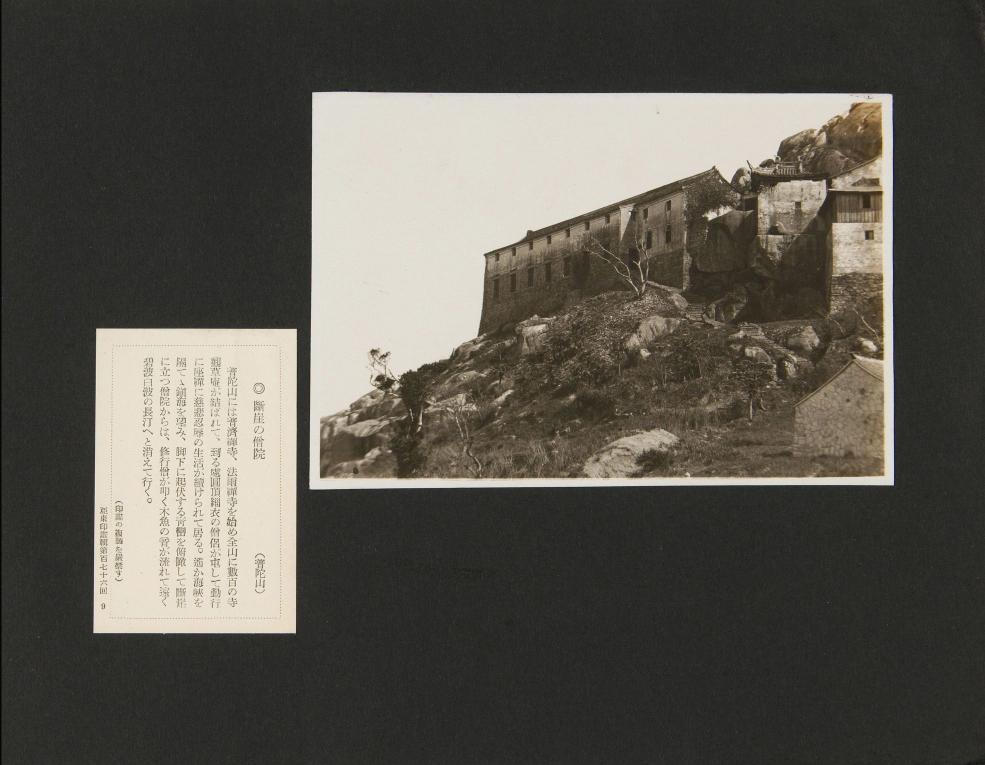 ◎ 斷崖の僧院
(普陀山)
普陀山には普濟禪寺、法雨禪寺を始め全山に數百の寺
觀草庵が結ばれて、到る處圓頂緇衣の僧侶が屯して勤行
に座禪に慈悲忍辱の生活が續けられて居る。遙か海峽を
隔てゝ鎭海を望み、脚下に起伏する靑巒を俯瞰して斷崖
に立つ僧院からは、修行僧が叩く木魚の音が流れて遠く
碧波白波の長汀へと消えて行く。
(印畫の複製を嚴禁す)
亞東印畫輯第百七十六回
9